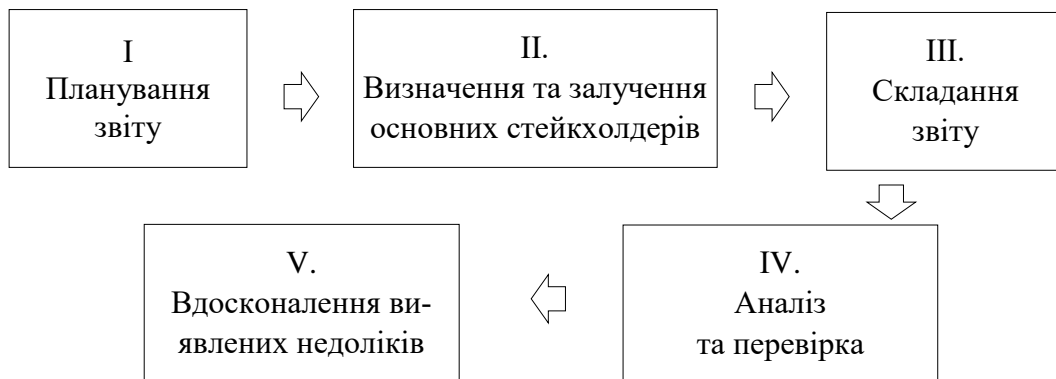 I
Планування
звіту
II.
Визначення та залучення
основних стейкхолдерів
III.
Складання
звіту
IV.
Аналіз
та перевірка
V.
Вдосконалення ви-
явлених недоліків